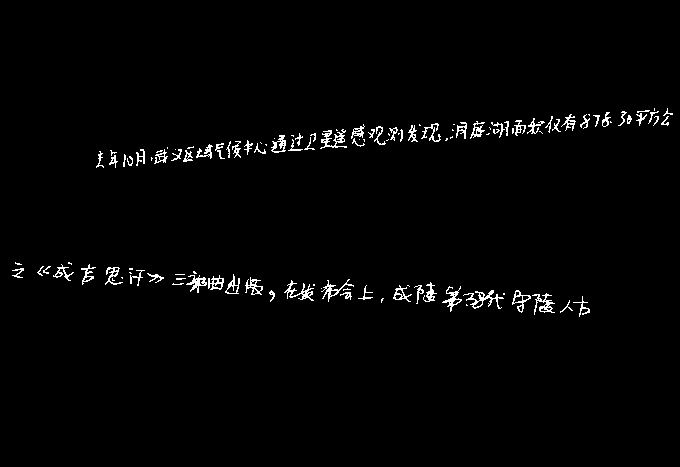 去年10月,武汉区域气候中心通过卫星遥感观测发现,洞庭湖面积仅有878.30平方公
之《成吉思汗》三部曲出版,在发布会上,成陵第38代守陵人古